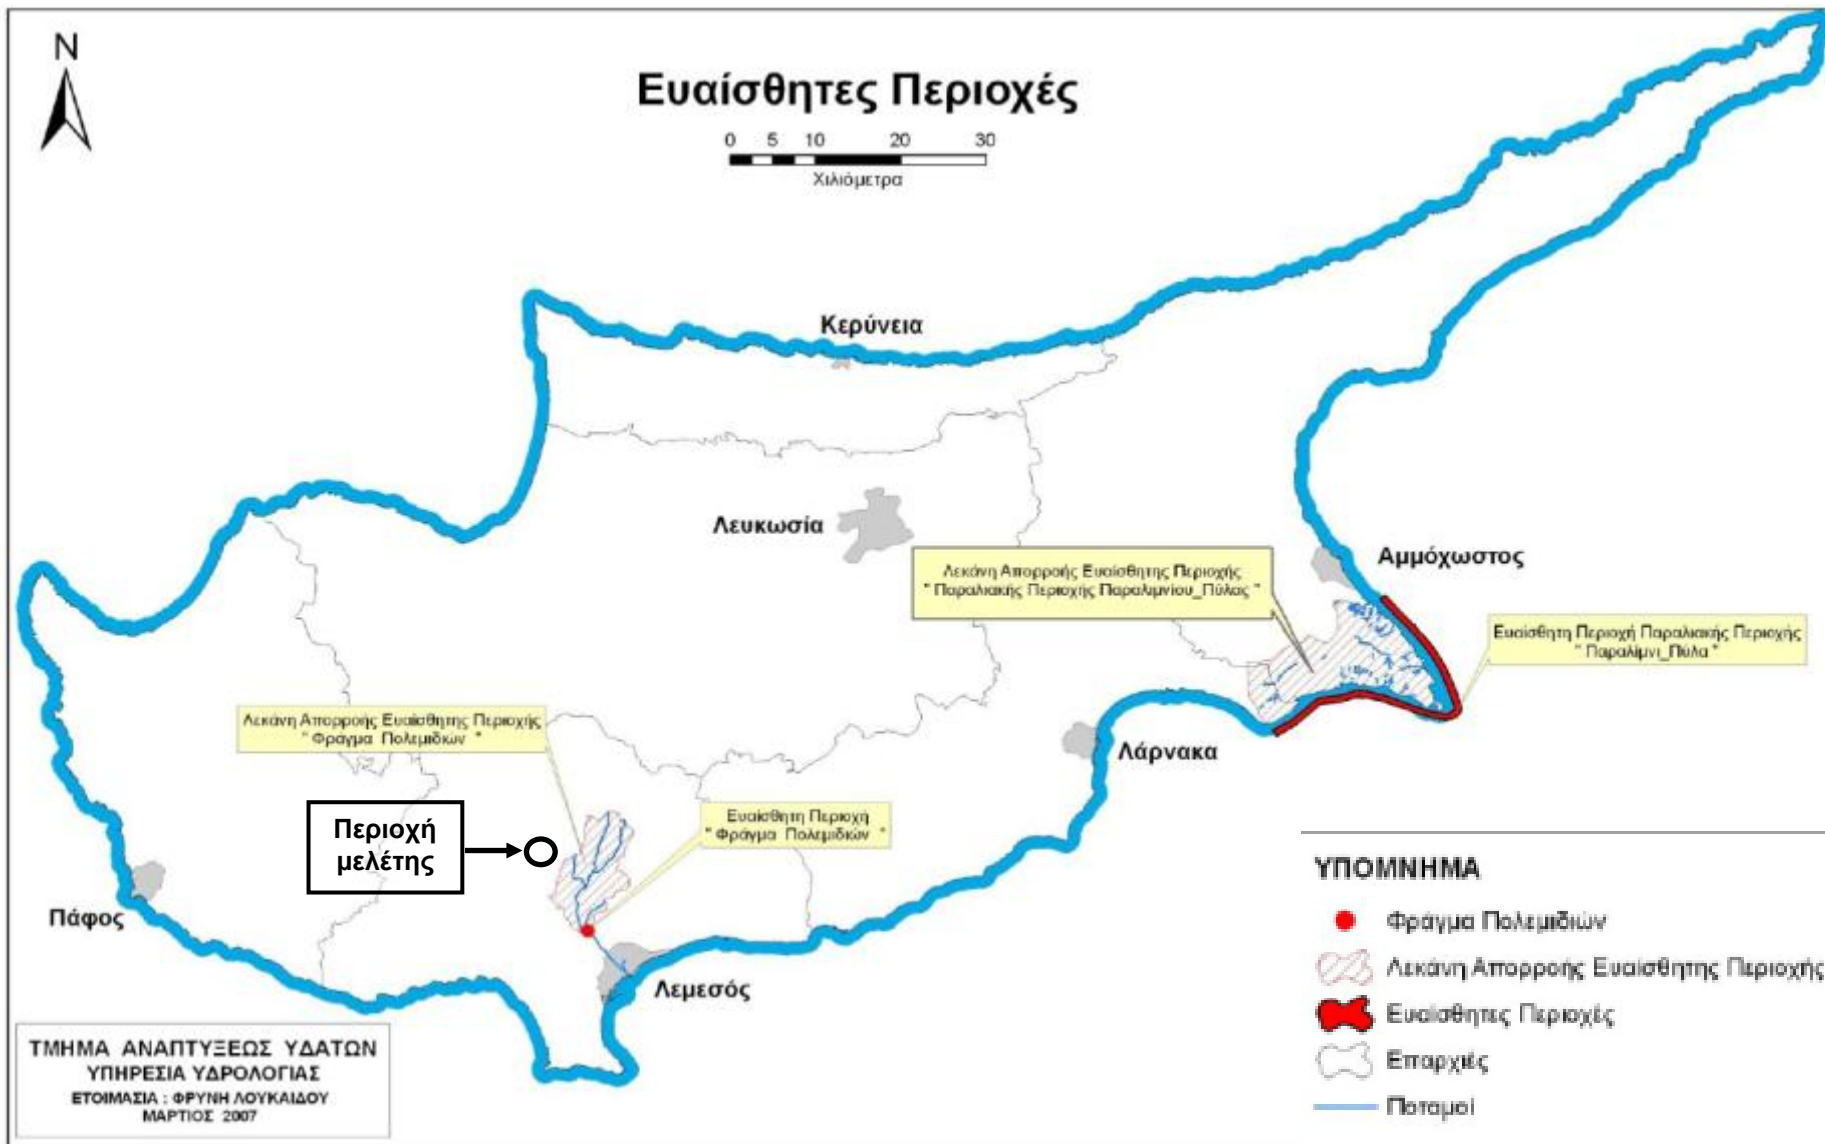 N
Ευαίσθητες Περιοχές
0 5 10 20 30
Χιλιόμετρα
Κερύνεια
Λευκωσία
Αμμόχωστος
Λεκάνη Απορροής Ευαίσθητης Περιοχής
" Παραλιακής Περιοχής Παραλιμνίου_Πύλας "
Ευαίσθητη Περιοχή Παραλιακής Περιοχής
" Παραλίμνι_Πύλα "
Λεκάνη Απορροής Ευαίσθητης Περιοχής
" Φράγμα Πολεμιδιών "
Λάρνακα
Ευαίσθητη Περιοχή
" Φράγμα Πολεμιδιών "
Περιοχή
μελέτης
Πάφος
Λεμεσός
ΥΠΟΜΝΗΜΑ
Φράγμα Πολεμιδιών
Λεκάνη Απορροής Ευαίσθητης Περιοχής
Ευαίσθητες Περιοχές
Επαρχιές
Ποταμοί
ΤΜΗΜΑ ΑΝΑΠΤΥΞΕΩΣ ΥΔΑΤΩΝ
ΥΠΗΡΕΣΙΑ ΥΔΡΟΛΟΓΙΑΣ
ΕΤΟΙΜΑΣΙΑ : ΦΡΥΝΗ ΛΟΥΚΑΙΔΟΥ
ΜΑΡΤΙΟΣ 2007